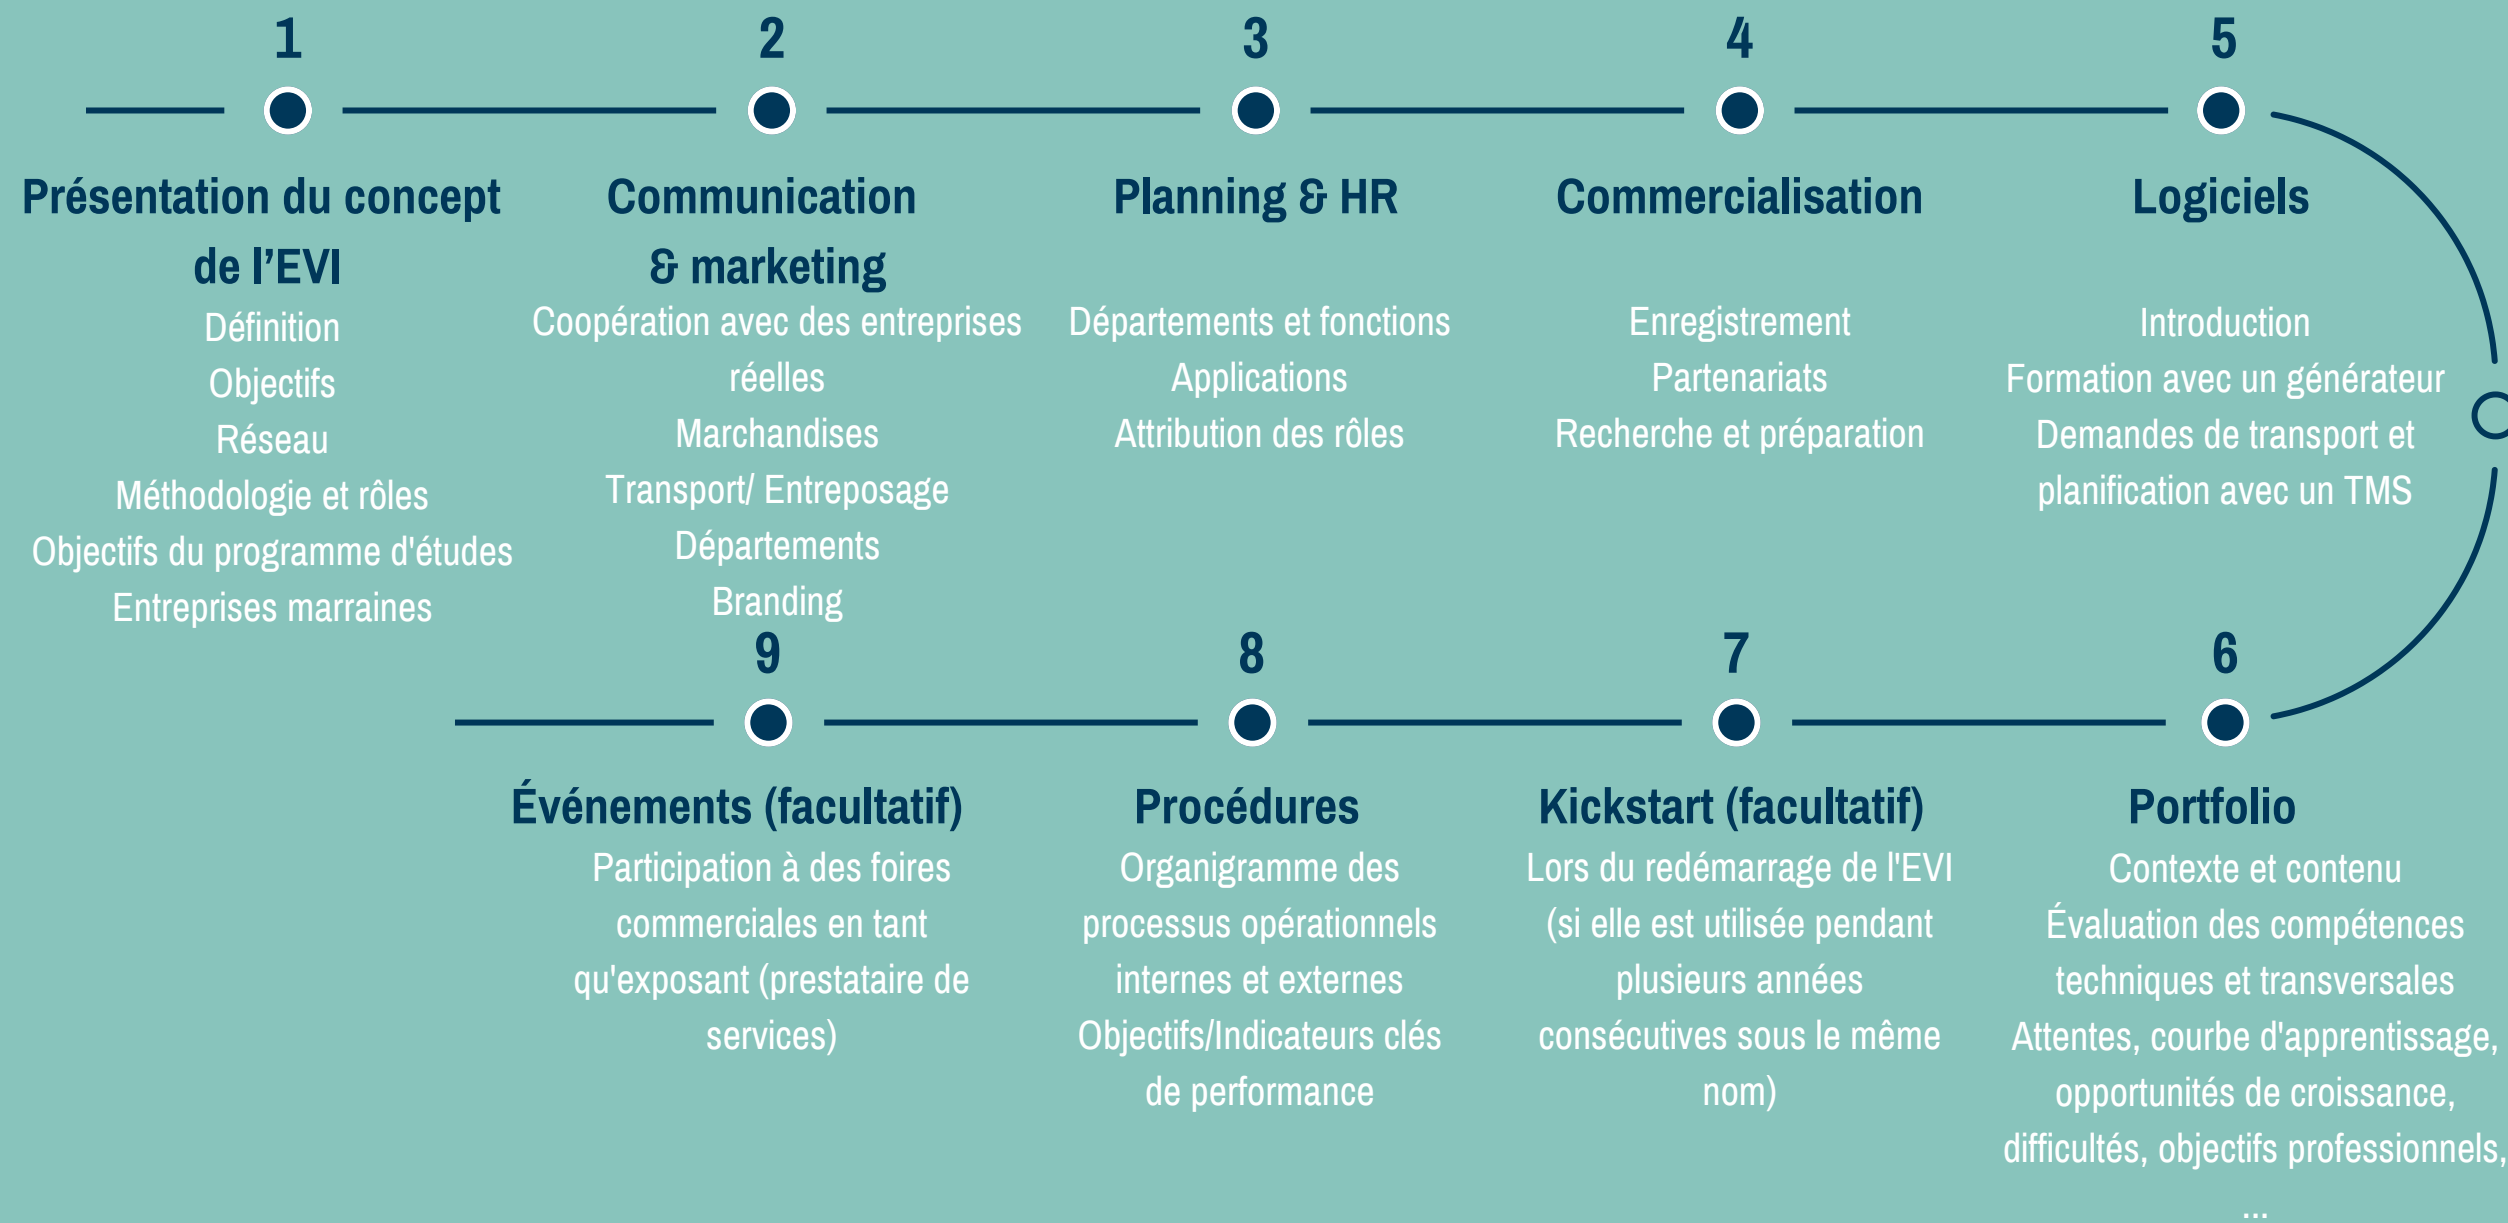 1
Présentation du concept
de l’EVI
Définition
Objectifs
Réseau
Méthodologie et rôles
Objectifs du programme d'études
Entreprises marraines
2
Communication
& marketing
Coopération avec des entreprises
réelles
Marchandises
Transport/ Entreposage
Départements
Branding
3
Planning & HR
Départements et fonctions
Applications
Attribution des rôles
4
Commercialisation
Enregistrement
Partenariats
Recherche et préparation
5
Logiciels
Introduction
Formation avec un générateur
Demandes de transport et
planification avec un TMS
6
Portfolio
Contexte et contenu
Évaluation des compétences
techniques et transversales
Attentes, courbe d'apprentissage,
opportunités de croissance,
difficultés, objectifs professionnels,
...
7
Kickstart (facultatif)
Lors du redémarrage de l'EVI
(si elle est utilisée pendant
plusieurs années
consécutives sous le même
nom)
8
Procédures
Organigramme des
processus opérationnels
internes et externes
Objectifs/Indicateurs clés
de performance
9
Événements (facultatif)
Participation à des foires
commerciales en tant
qu'exposant (prestataire de
services)